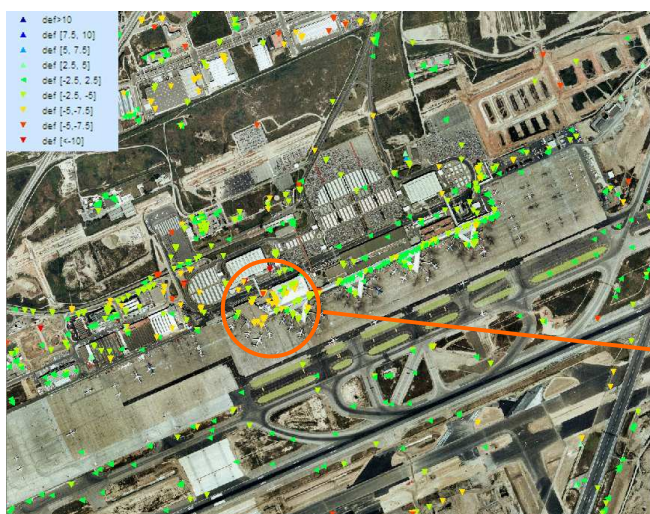 def>10
def [7.5, 10]
def [5, 7.5]
def [2.5, 5]
def [-2.5, 2.5]
def [-2.5, -5]
def [-5,-7.5]
def [-5,-7.5]
def [<-10]